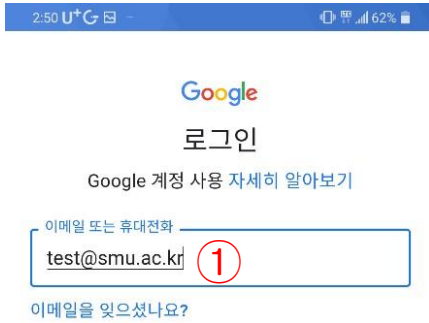 2:50 U+G 62%
Google
로그인
Google 계정 사용 자세히 알아보기
이메일 또는 휴대전화
test@smu.ac.kr ①
이메일을 잊으셨나요?